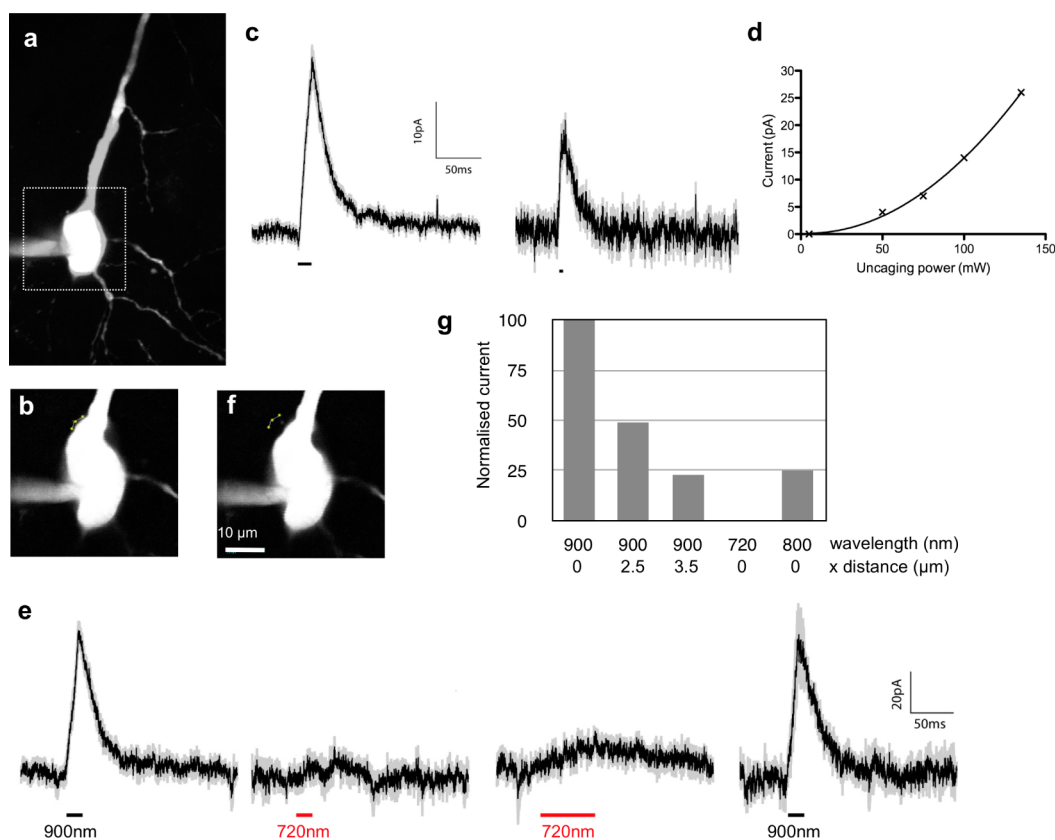 a
c
10pA
50ms
d
Current (pA)
30
25
20
15
10
5
0
0
50
100
150
Uncaging power (mW)
b
f
10 µm
g
Normalised current
100
75
50
25
0
900 900 900 720 800 wavelength (nm)
0 2.5 3.5 0 0 x distance (µm)
e
20pA
50ms
900nm 720nm 720nm 900nm